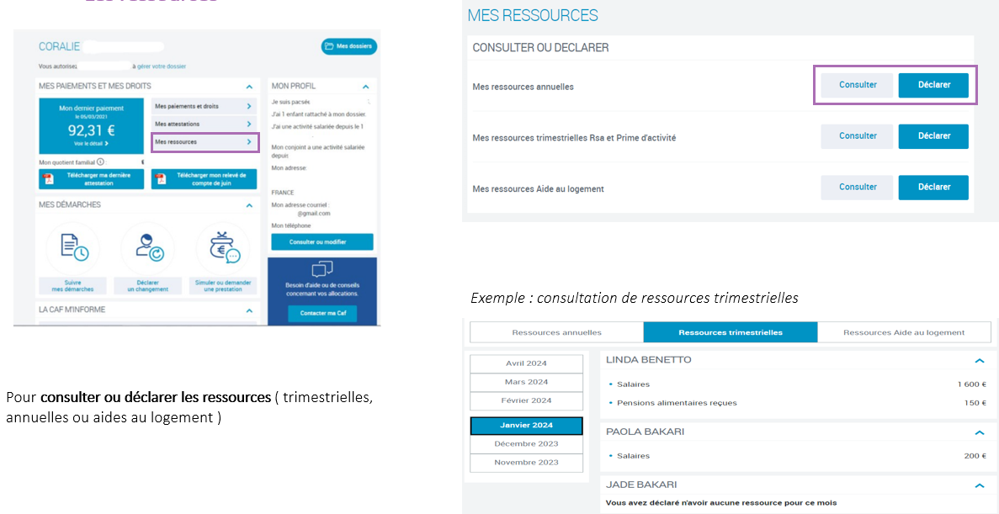 CORALIE
Mes dossiers
Vous autorisez
à gérer votre dossier
MES PAIEMENTS ET MES DROITS
Mon dernier paiement
le 05/03/2021
92,31 €
Voir le détail
Mes paiements et droits
Mes attestations
Mes ressources
Mon quotient familial
€
Télécharger ma dernière
attestation
Télécharger mon relevé de
compte de juin
MES DÉMARCHES
Suivre
mes démarches
Déclarer
un changement
Simuler ou demander
une prestation
LA CAF M'INFORME
MON PROFIL
Je suis pacsée
J'ai 1 enfant rattaché à mon dossier.
J'ai une activité salariée depuis le 1
Mon conjoint a une activité salariée
depuis
Mon adresse:
FRANCE
Mon adresse courriel :
@gmail.com
Mon téléphone
Consulter ou modifier
Besoin d'aide ou de conseils
concernant vos allocations.
Contacter ma Caf
Pour consulter ou déclarer les ressources ( trimestrielles,
annuelles ou aides au logement )
MES RESSOURCES
CONSULTER OU DECLARER
Mes ressources annuelles
Consulter
Déclarer
Mes ressources trimestrielles Rsa et Prime d'activité
Consulter
Déclarer
Mes ressources Aide au logement
Consulter
Déclarer
Exemple : consultation de ressources trimestrielles
Ressources annuelles
Ressources trimestrielles
Ressources Aide au logement
Avril 2024
Mars 2024
Février 2024
Janvier 2024
Décembre 2023
Novembre 2023
LINDA BENETTO
• Salaires 1 600 €
• Pensions alimentaires reçues 150 €
PAOLA BAKARI
• Salaires 200 €
JADE BAKARI
Vous avez déclaré n'avoir aucune ressource pour ce mois